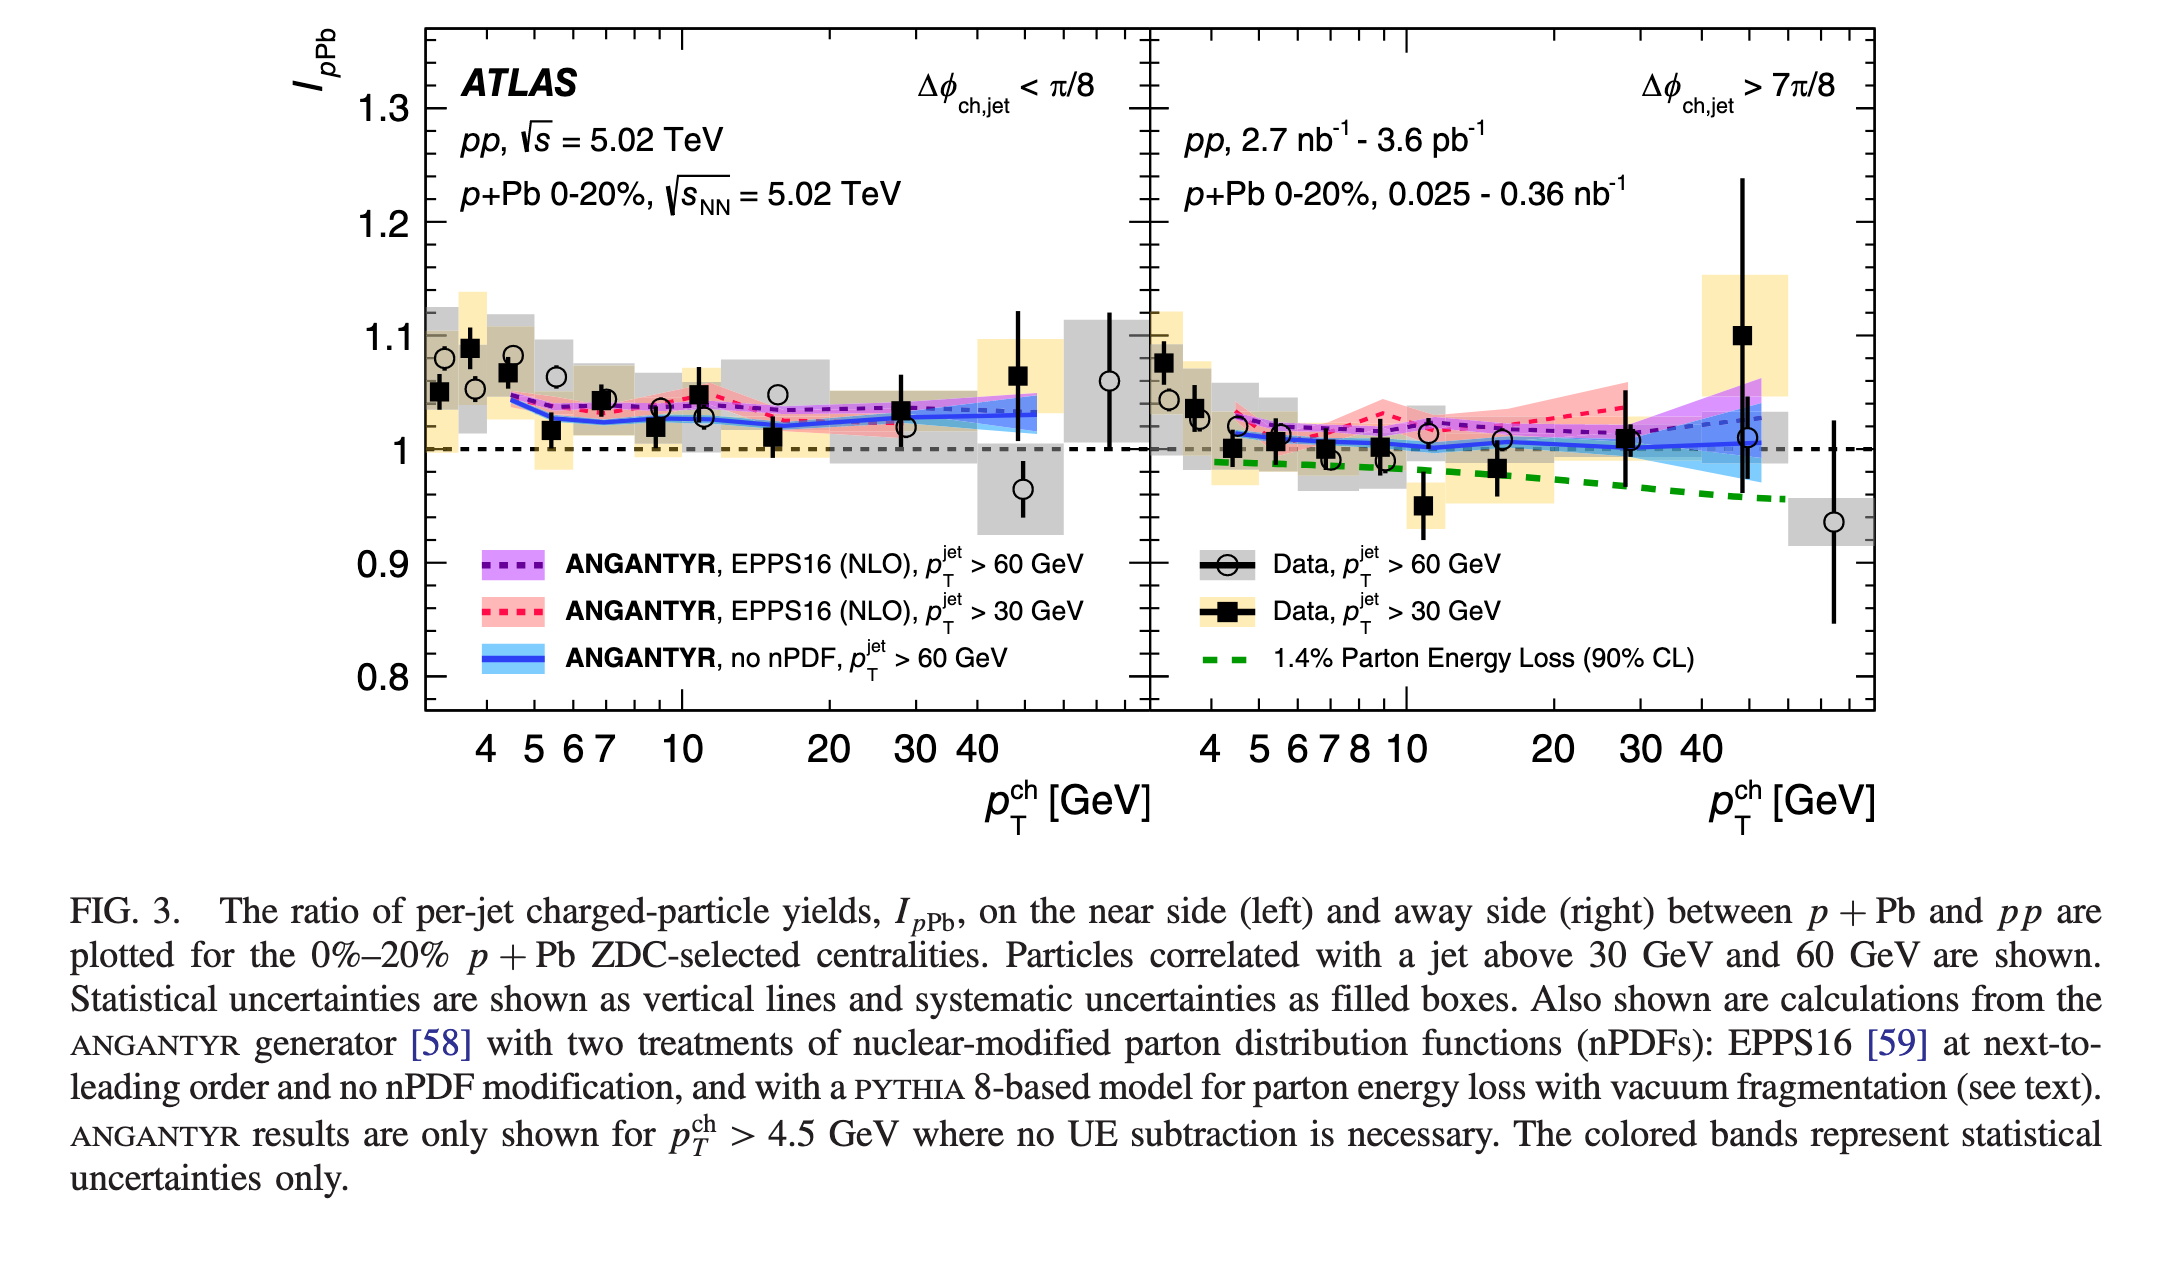 I_pPb
1.3
1.2
1.1
1
0.9
0.8
ATLAS
Δϕ_ch,jet < π/8
pp, √s = 5.02 TeV
p+Pb 0-20%, √s_NN = 5.02 TeV
ANGANTYR, EPPS16 (NLO), p_T^jet > 60 GeV
ANGANTYR, EPPS16 (NLO), p_T^jet > 30 GeV
ANGANTYR, no nPDF, p_T^jet > 60 GeV
4 5 6 7 10 20 30 40
p_T^ch [GeV]
Δϕ_ch,jet > 7π/8
pp, 2.7 nb⁻¹ - 3.6 pb⁻¹
p+Pb 0-20%, 0.025 - 0.36 nb⁻¹
Data, p_T^jet > 60 GeV
Data, p_T^jet > 30 GeV
1.4% Parton Energy Loss (90% CL)
4 5 6 7 8 10 20 30 40
p_T^ch [GeV]
FIG. 3. The ratio of per-jet charged-particle yields, I_pPb, on the near side (left) and away side (right) between p + Pb and pp are
plotted for the 0%–20% p + Pb ZDC-selected centralities. Particles correlated with a jet above 30 GeV and 60 GeV are shown.
Statistical uncertainties are shown as vertical lines and systematic uncertainties as filled boxes. Also shown are calculations from the
ANGANTYR generator [58] with two treatments of nuclear-modified parton distribution functions (nPDFs): EPPS16 [59] at next-to-
leading order and no nPDF modification, and with a PYTHIA 8-based model for parton energy loss with vacuum fragmentation (see text).
ANGANTYR results are only shown for p_T^ch > 4.5 GeV where no UE subtraction is necessary. The colored bands represent statistical
uncertainties only.